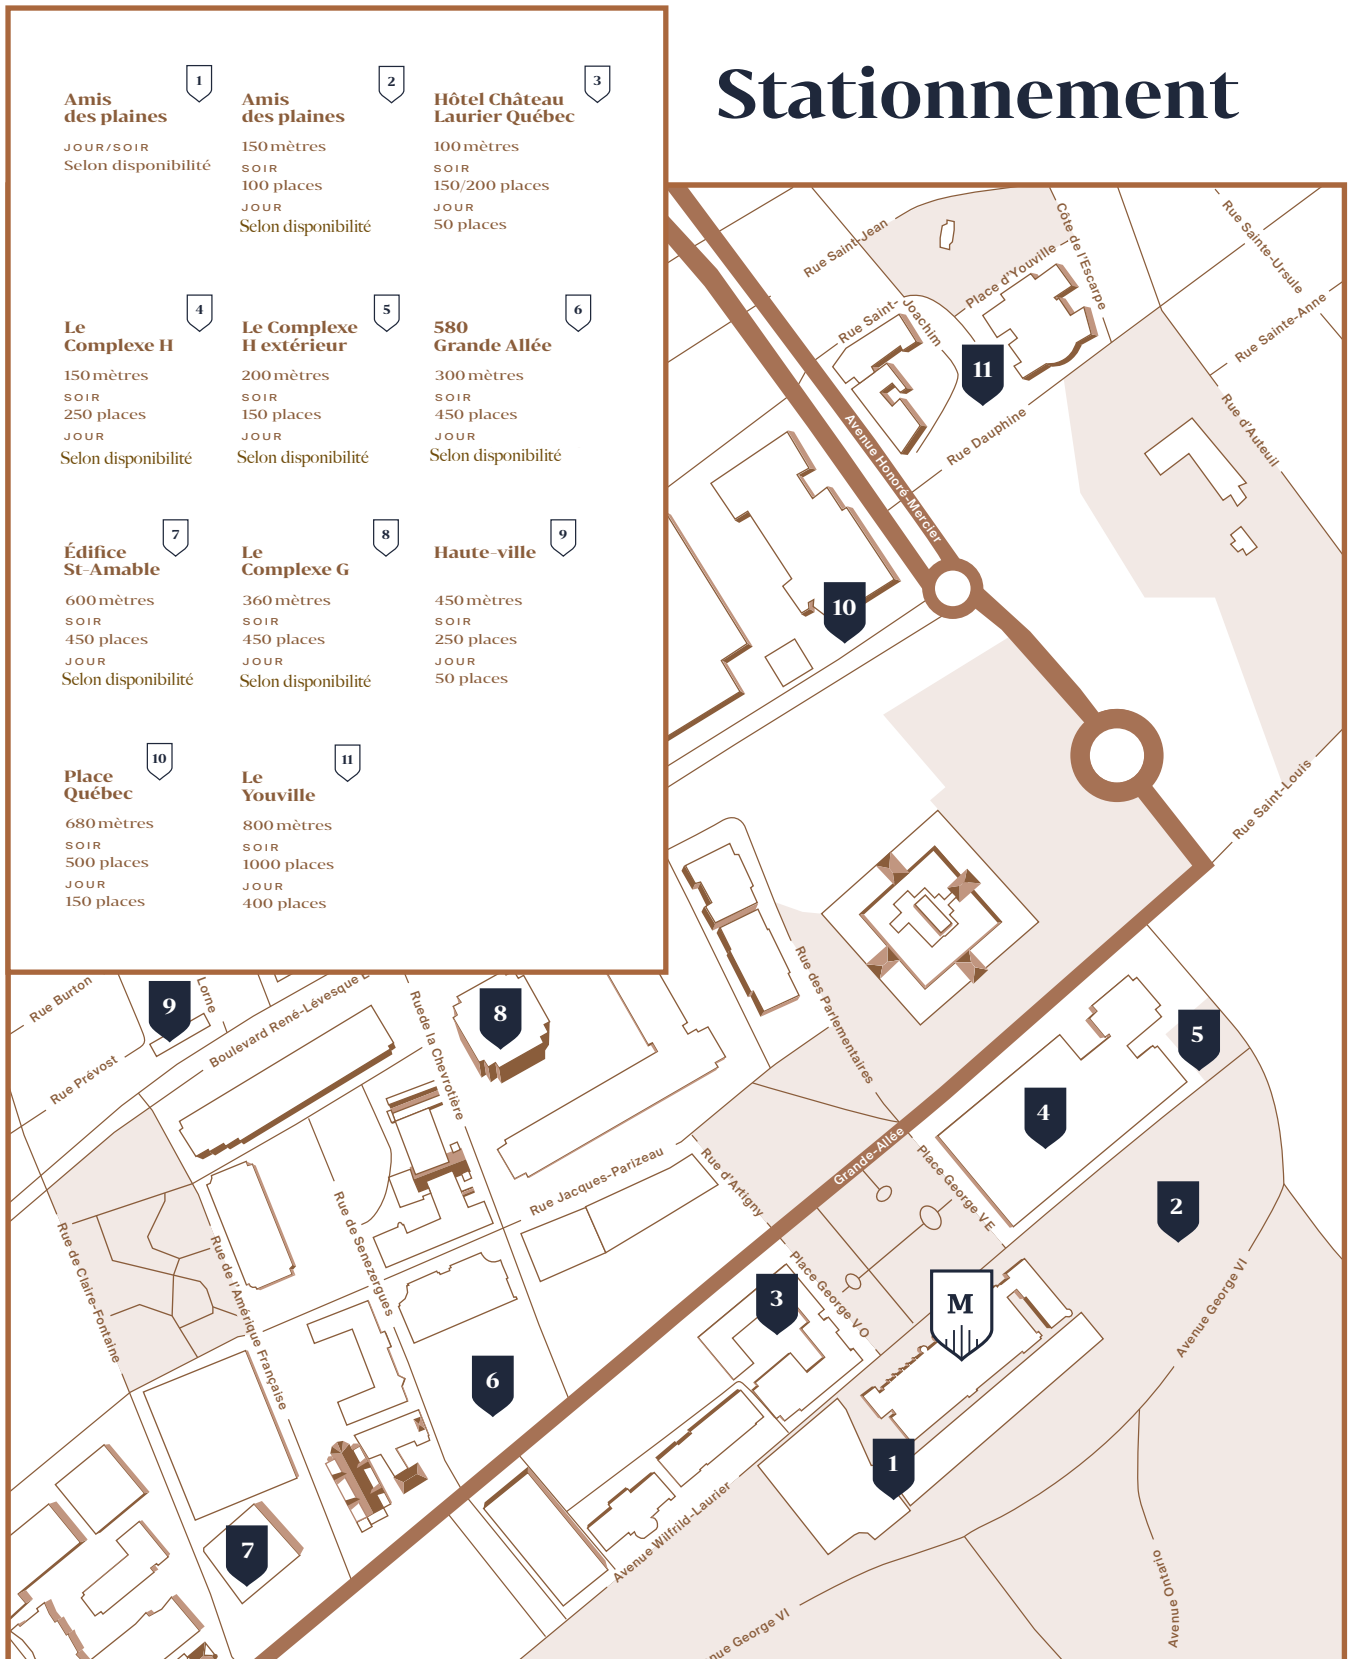 Stationnement
1
Amis
des plaines
JOUR/SOIR
Selon disponibilité
2
Amis
des plaines
150 mètres
SOIR
100 places
JOUR
Selon disponibilité
3
Hôtel Château
Laurier Québec
100 mètres
SOIR
150/200 places
JOUR
50 places
4
Le
Complexe H
150 mètres
SOIR
250 places
JOUR
Selon disponibilité
5
Le Complexe
H extérieur
200 mètres
SOIR
150 places
JOUR
Selon disponibilité
6
580
Grande Allée
300 mètres
SOIR
450 places
JOUR
Selon disponibilité
7
Édifice
St-Amable
600 mètres
SOIR
450 places
JOUR
Selon disponibilité
8
Le
Complexe G
360 mètres
SOIR
450 places
JOUR
Selon disponibilité
9
Haute-ville
450 mètres
SOIR
250 places
JOUR
50 places
10
Place
Québec
680 mètres
SOIR
500 places
JOUR
150 places
11
Le
Youville
800 mètres
SOIR
1000 places
JOUR
400 places
Rue Saint-Jean
Côte de l'Escarpe
Rue Sainte-Ursule
Place d'Youville
Rue Saint-Joachim
Rue Sainte-Anne
11
Avenue Honoré-Mercier
Rue Dauphine
Rue d'Auteuil
10
Rue Saint-Louis
Rue Burton
9
Lorne
Boulevard René-Lévesque
Rue Prévost
Ruede la Chevrotière
8
Rue des Parlementaires
5
4
Grande-Allée
Place George V E
Rue Jacques-Parizeau
Rue d'Artigny
2
Rue de Claire-Fontaine
Rue de l'Amérique Française
Rue de Senezergues
Place George V O
3
M
Avenue George VI
6
1
7
Avenue Wilfrild-Laurier
Avenue Ontario
nue George VI